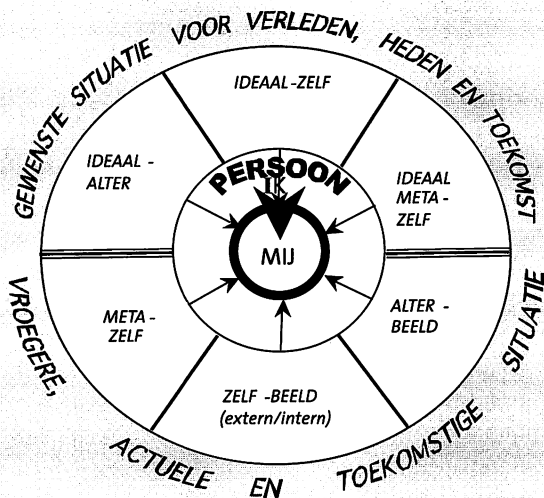 GEWENSTE SITUATIE VOOR VERLEDEN, HEDEN EN TOEKOMST
IDEAAL-ZELF
IDEAAL -
ALTER
PERSOON
IK
IDEAAL
META -
ZELF
MIJ
META -
ZELF
ALTER -
BEELD
ZELF -BEELD
(extern/intern)
VROEGERE, ACTUELE EN TOEKOMSTIGE SITUATIE